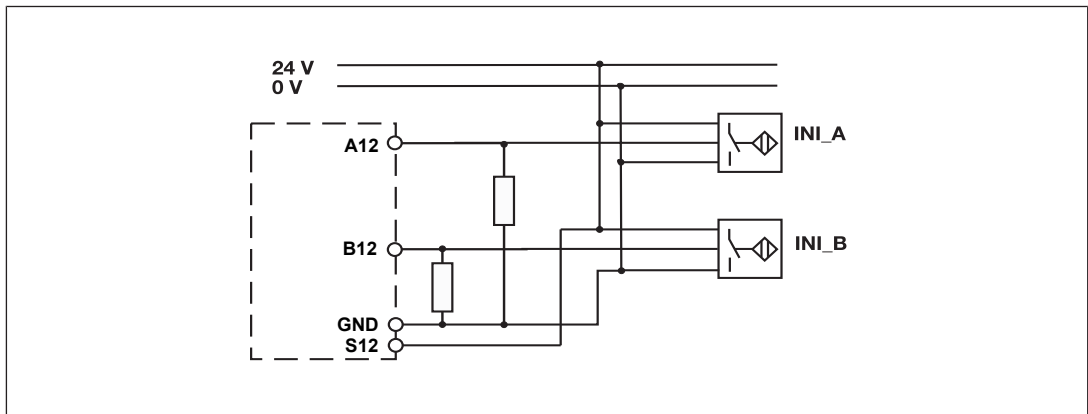 24 V
0 V
A12
INI_A
B12
INI_B
GND
S12